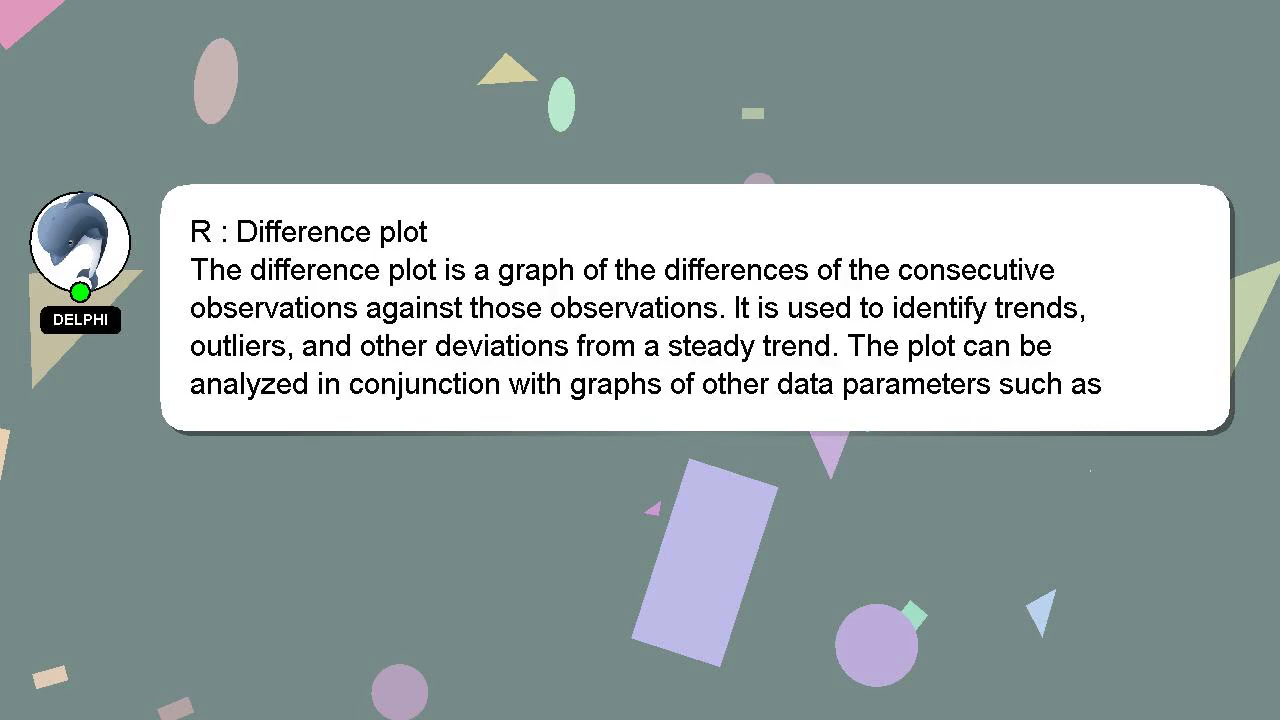 R : Difference plot
The difference plot is a graph of the differences of the consecutive
observations against those observations. It is used to identify trends,
outliers, and other deviations from a steady trend. The plot can be
analyzed in conjunction with graphs of other data parameters such as
DELPHI